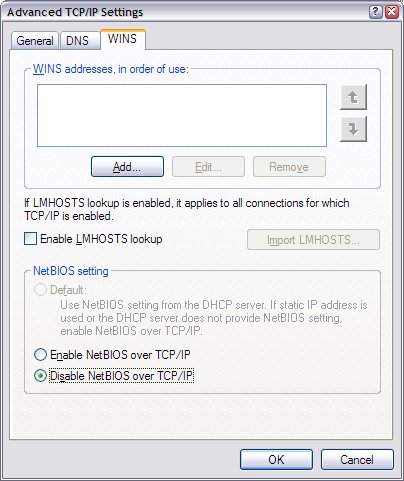 Advanced TCP/IP Settings
General DNS WINS
WINS addresses, in order of use:
Add... Edit... Remove
If LMHOSTS lookup is enabled, it applies to all connections for which
TCP/IP is enabled.
Enable LMHOSTS lookup Import LMHOSTS...
NetBIOS setting
Default:
Use NetBIOS setting from the DHCP server. If static IP address is
used or the DHCP server does not provide NetBIOS setting,
enable NetBIOS over TCP/IP.
Enable NetBIOS over TCP/IP
Disable NetBIOS over TCP/IP
OK Cancel